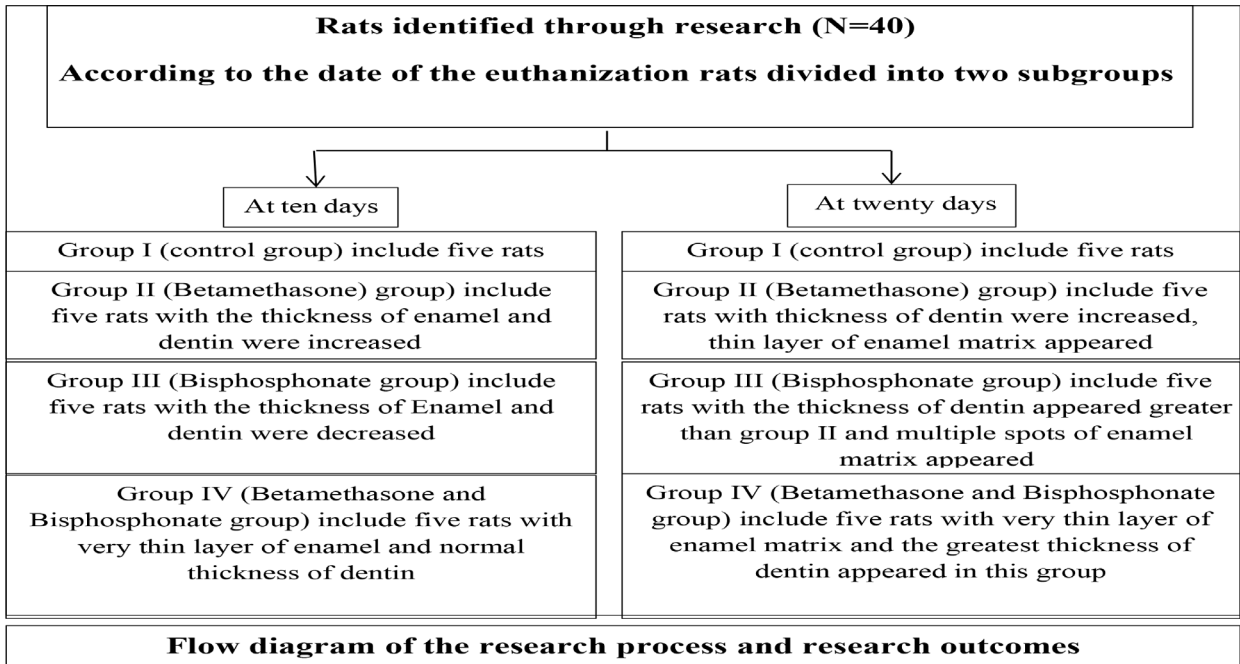 Rats identified through research (N=40)
According to the date of the euthanization rats divided into two subgroups
At ten days
Group I (control group) include five rats
Group II (Betamethasone) group) include
five rats with the thickness of enamel and
dentin were increased
Group III (Bisphosphonate group) include
five rats with the thickness of Enamel and
dentin were decreased
Group IV (Betamethasone and
Bisphosphonate group) include five rats with
very thin layer of enamel and normal
thickness of dentin
At twenty days
Group I (control group) include five rats
Group II (Betamethasone) group) include five
rats with thickness of dentin were increased,
thin layer of enamel matrix appeared
Group III (Bisphosphonate group) include five
rats with the thickness of dentin appeared greater
than group II and multiple spots of enamel
matrix appeared
Group IV (Betamethasone and Bisphosphonate
group) include five rats with very thin layer of
enamel matrix and the greatest thickness of
dentin appeared in this group
Flow diagram of the research process and research outcomes